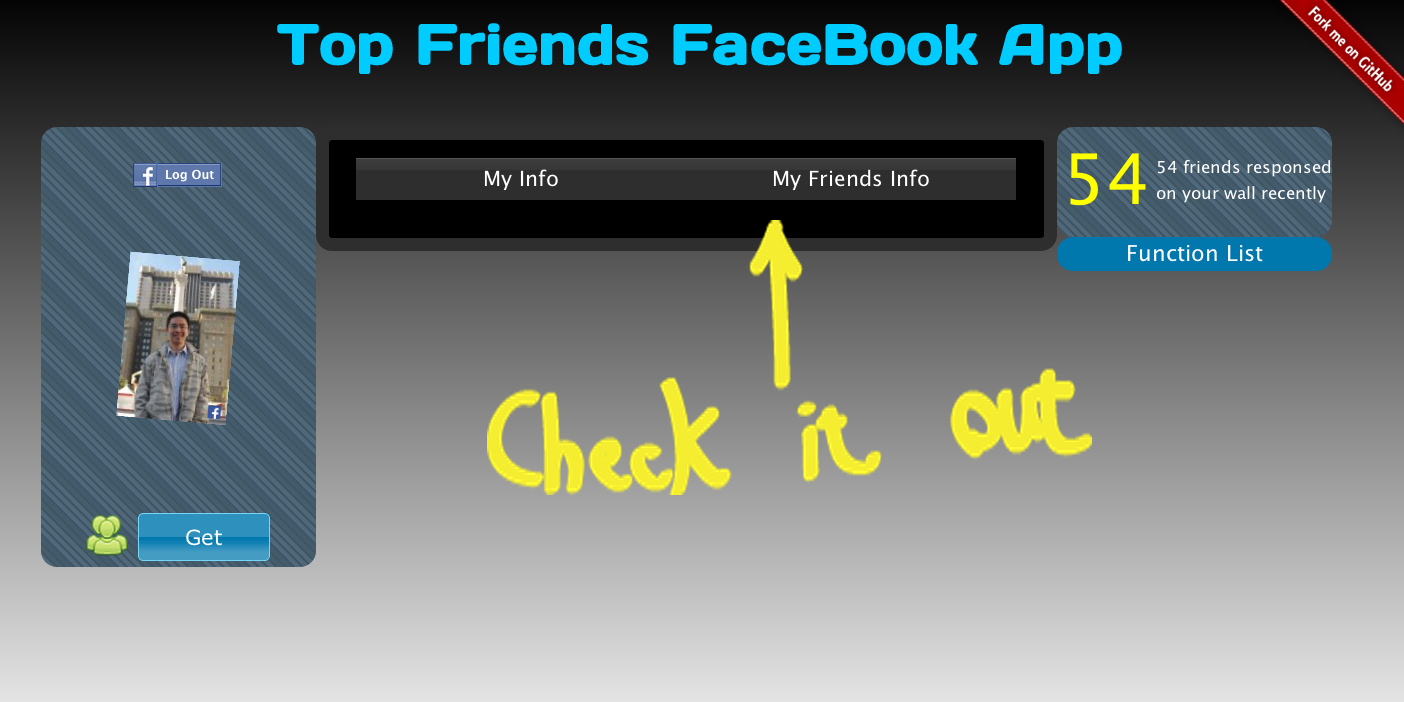 Top Friends FaceBook App
Fork me on GitHub
Log Out
My Info
My Friends Info
54
54 friends responsed
on your wall recently
Function List
Check it out
Get